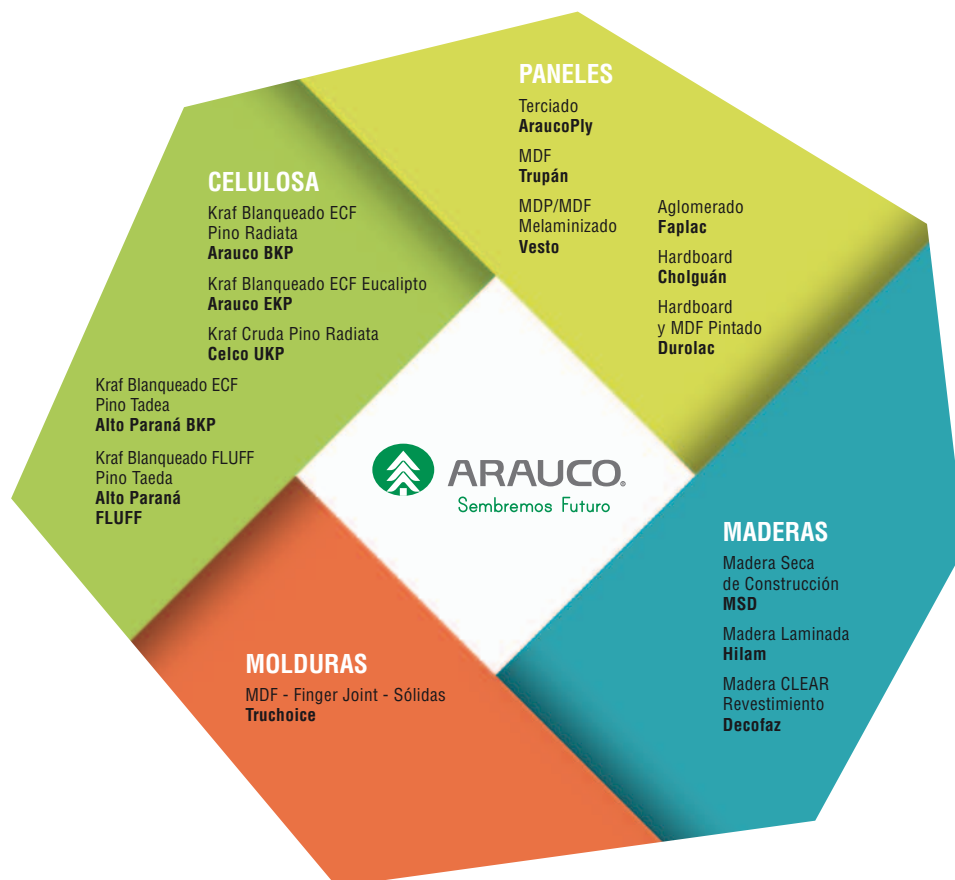 PANELES
Terciado
AraucoPly
MDF
Trupán
MDP/MDF
Melaminizado
Vesto
Aglomerado
Faplac
Hardboard
Cholguán
Hardboard
y MDF Pintado
Durolac
CELULOSA
Kraf Blanqueado ECF
Pino Radiata
Arauco BKP
Kraf Blanqueado ECF Eucalipto
Arauco EKP
Kraf Cruda Pino Radiata
Celco UKP
Kraf Blanqueado ECF
Pino Tadea
Alto Paraná BKP
Kraf Blanqueado FLUFF
Pino Taeda
Alto Paraná
FLUFF
ARAUCO®
Sembremos Futuro
MADERAS
Madera Seca
de Construcción
MSD
Madera Laminada
Hilam
Madera CLEAR
Revestimiento
Decofaz
MOLDURAS
MDF - Finger Joint - Sólidas
Truchoice